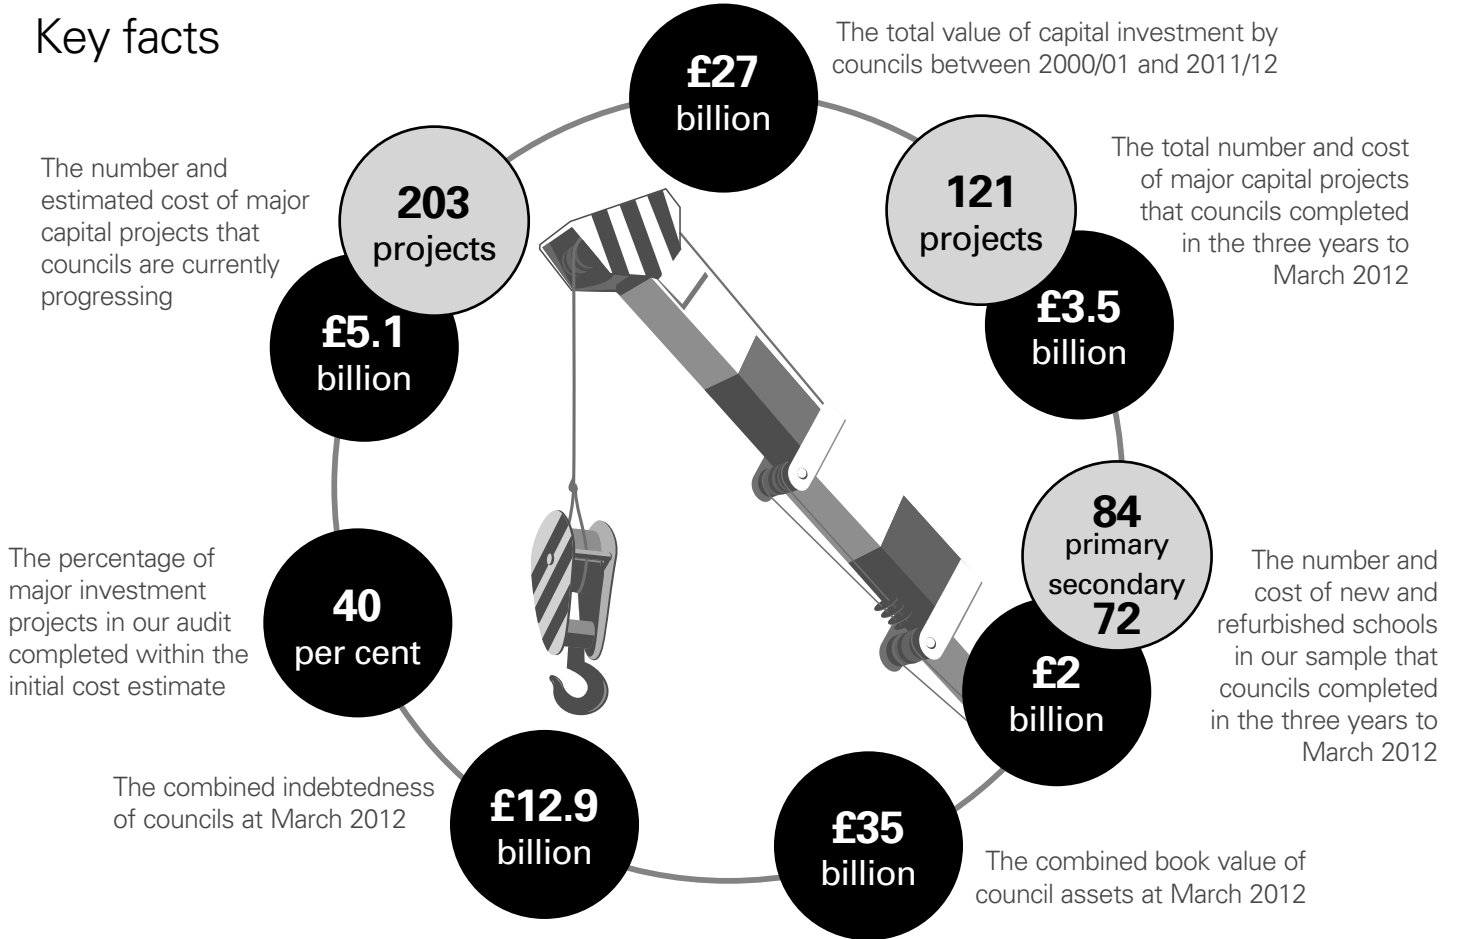 Key facts
£27
billion
The total value of capital investment by
councils between 2000/01 and 2011/12
121
projects
£3.5
billion
The total number and cost
of major capital projects
that councils completed
in the three years to
March 2012
84
primary
secondary
72
£2
billion
The number and
cost of new and
refurbished schools
in our sample that
councils completed
in the three years to
March 2012
£35
billion
The combined book value of
council assets at March 2012
£12.9
billion
The combined indebtedness
of councils at March 2012
40
per cent
The percentage of
major investment
projects in our audit
completed within the
initial cost estimate
203
projects
£5.1
billion
The number and
estimated cost of major
capital projects that
councils are currently
progressing